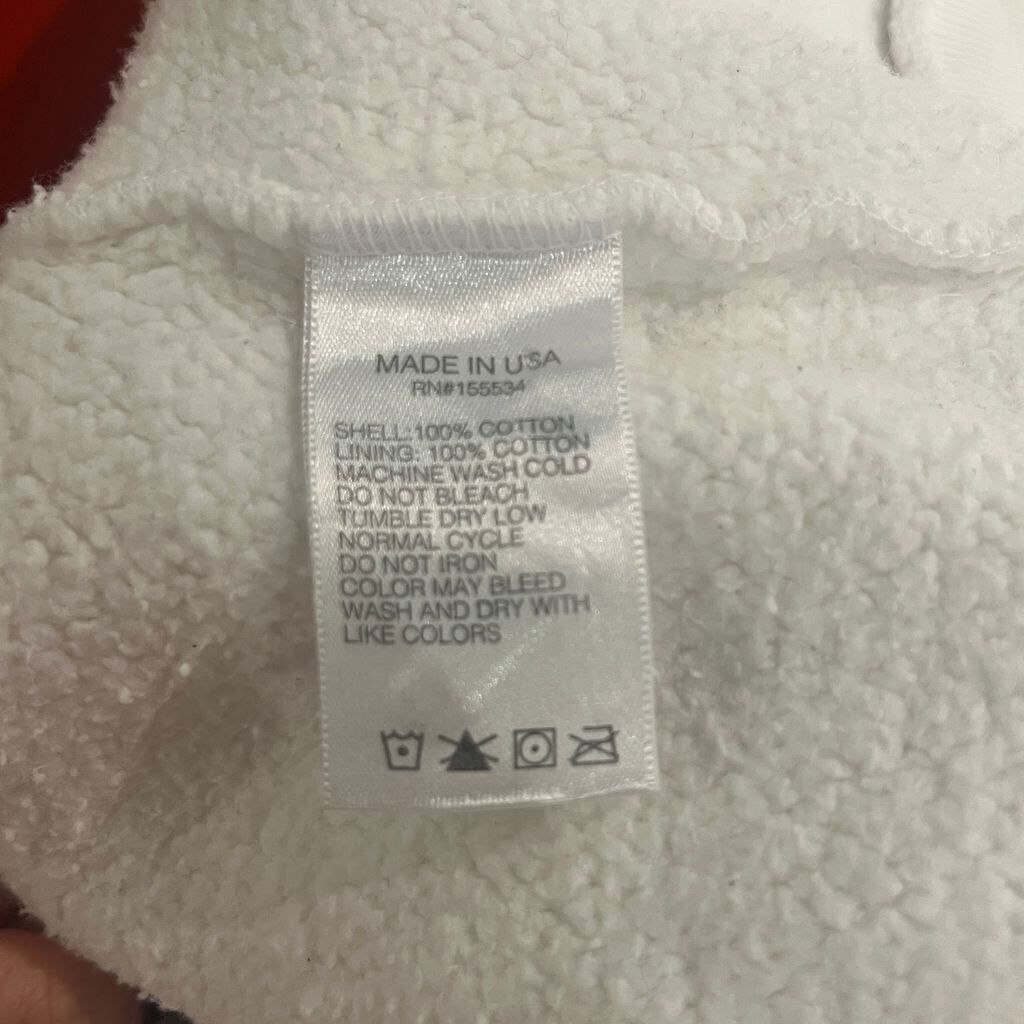 MADE IN USA
RN#155534
SHELL:100% COTTON
LINING: 100% COTTON
MACHINE WASH COLD
DO NOT BLEACH
TUMBLE DRY LOW
NORMAL CYCLE
DO NOT IRON
COLOR MAY BLEED
WASH AND DRY WITH
LIKE COLORS